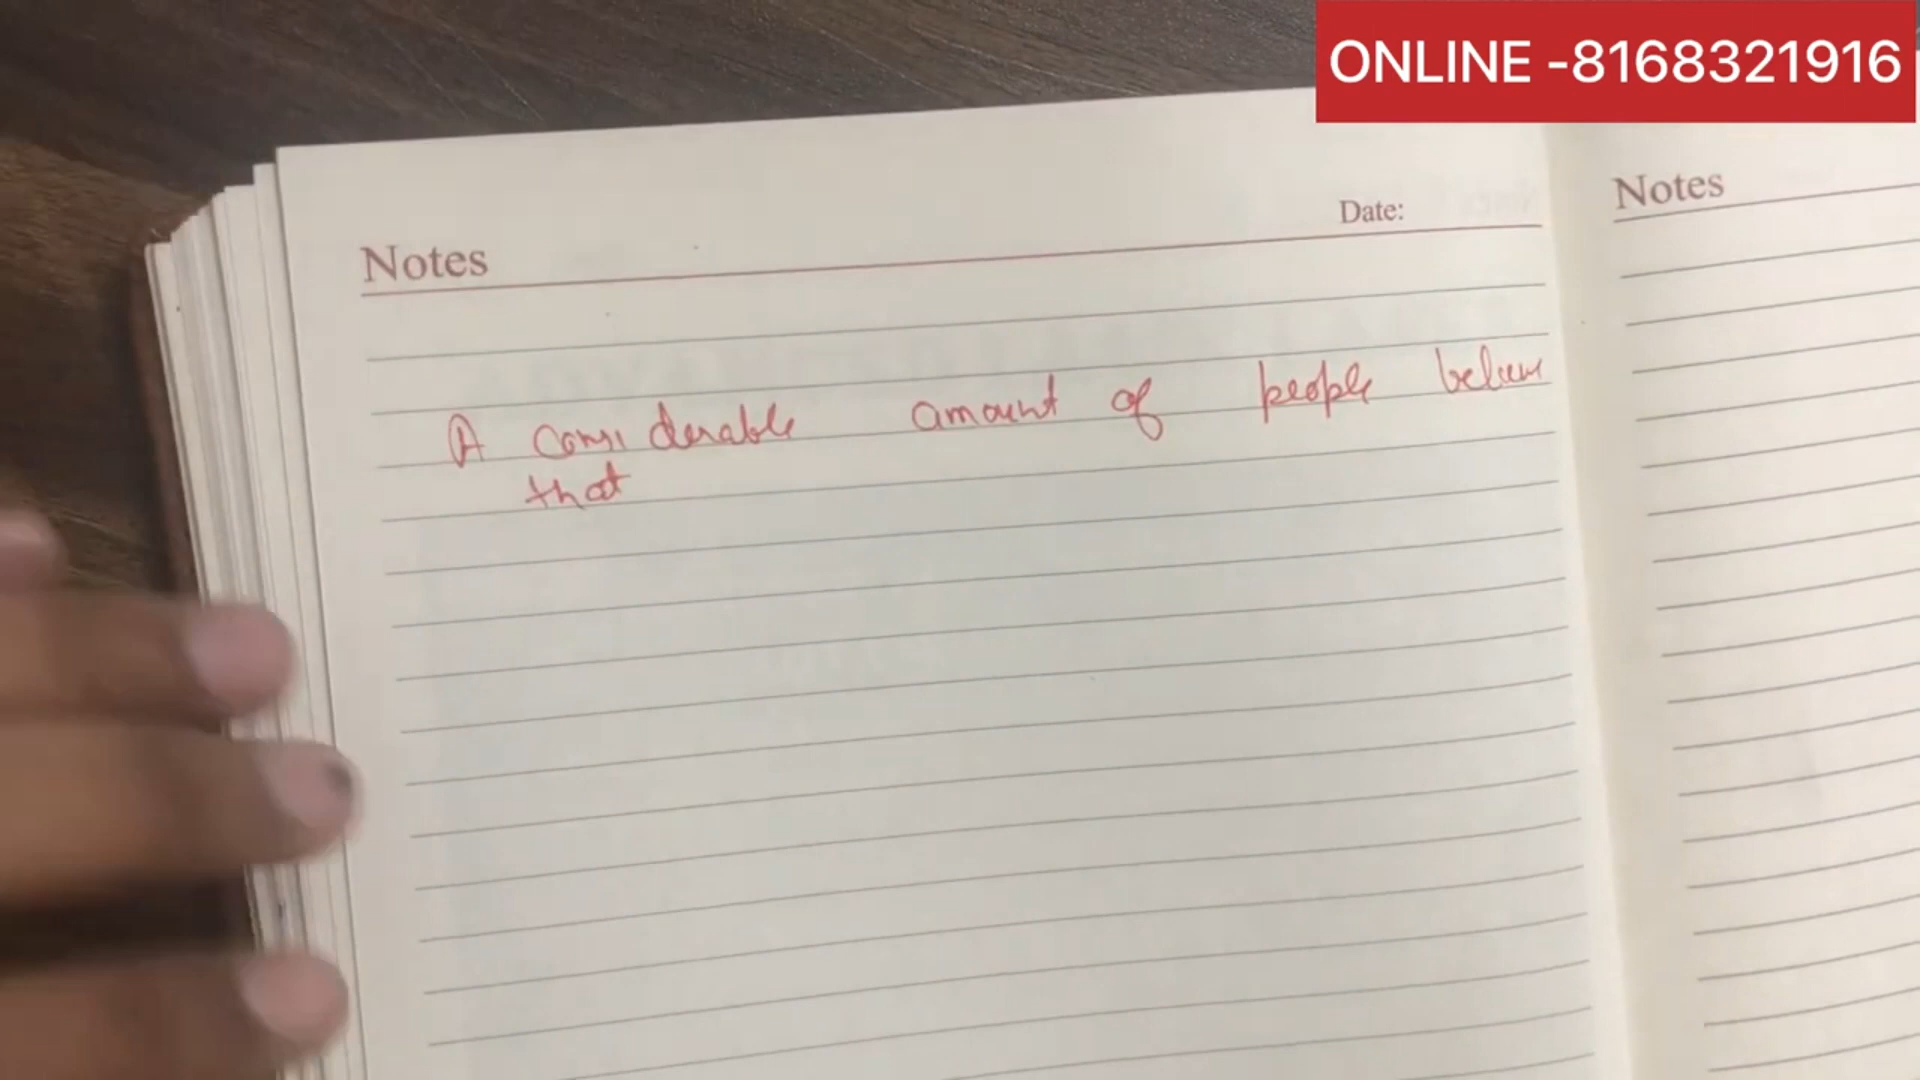 ONLINE -8168321916
Notes
Date:
A considerable amount of people believe
that
Notes